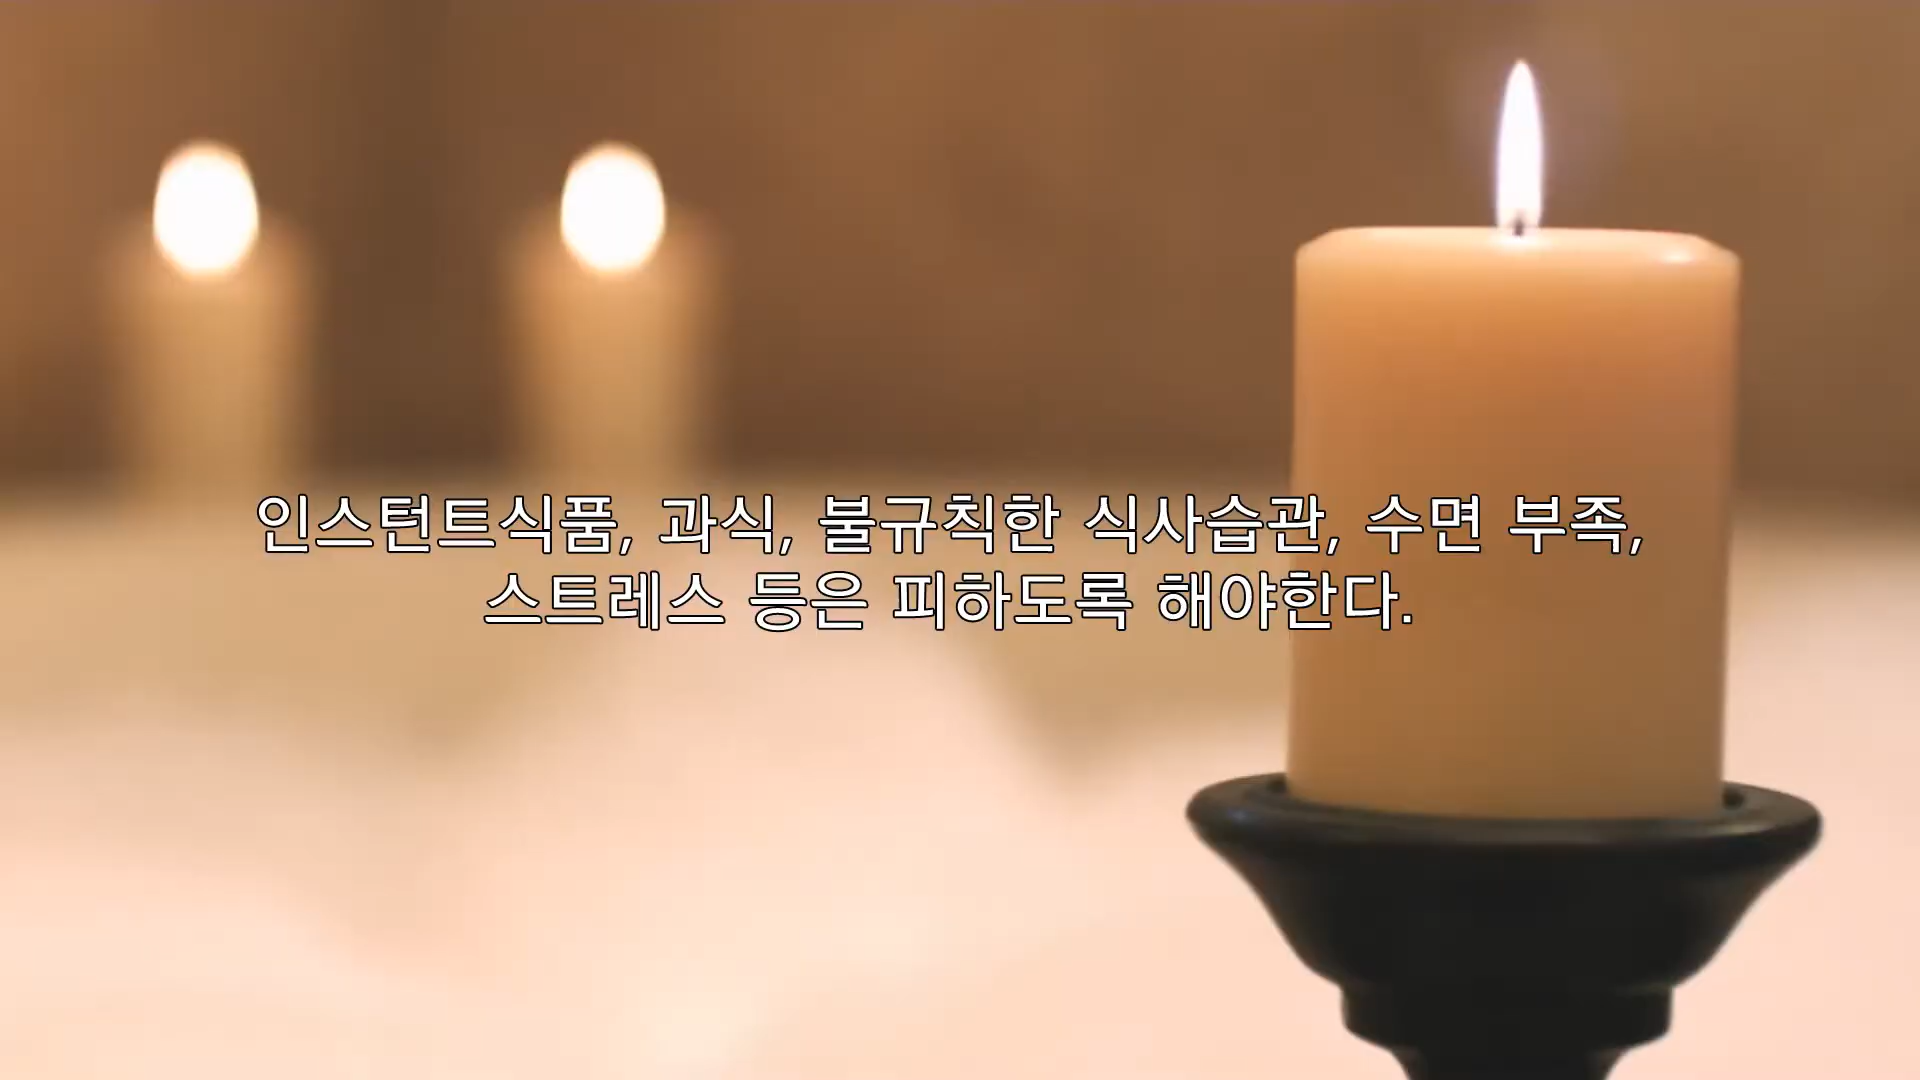 인스턴트식품, 과식, 불규칙한 식사습관, 수면 부족,
스트레스 등은 피하도록 해야한다.